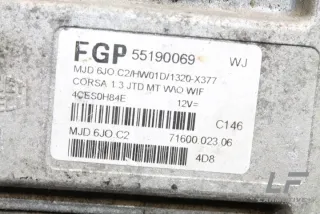 FGP 55190069 WJ
MJD 6JO.C2/HW01D/1320-X377
CORSA 1.3 JTD MT W\O WIF
4CES0H84E 12V=
C146
MJD 6JO.C2 71600.023.06
4D8
LF